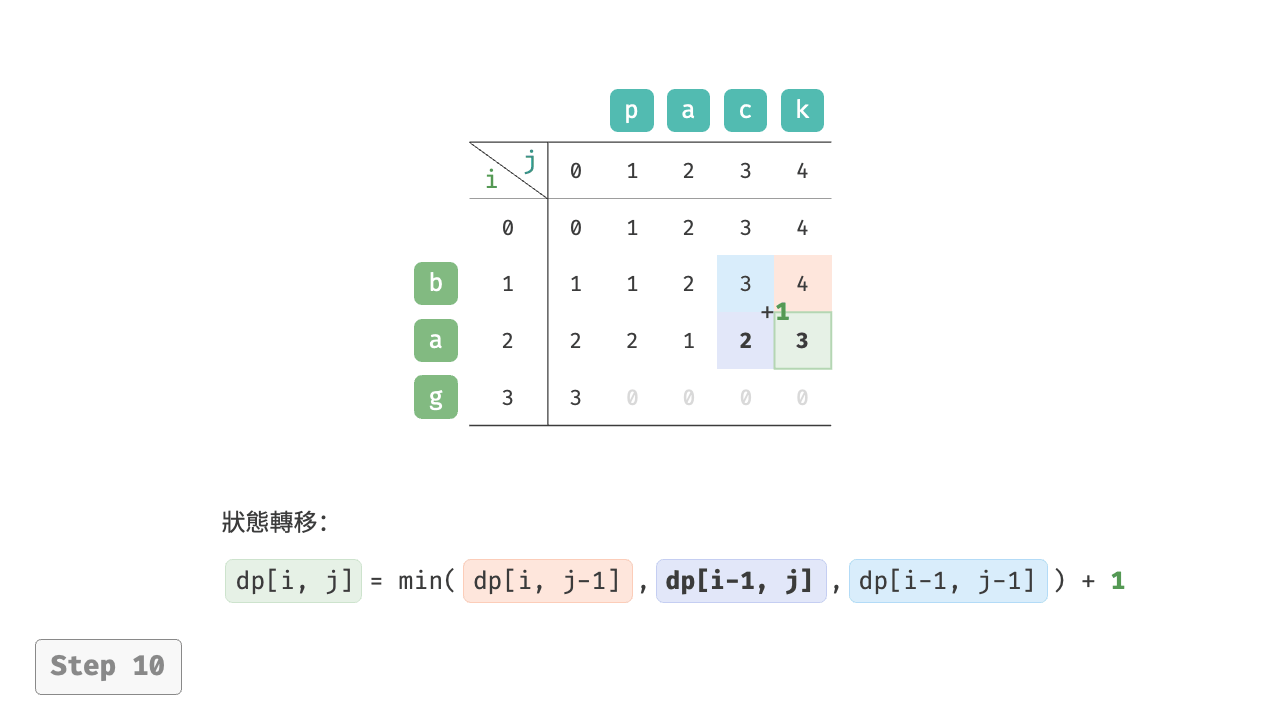 p a c k
j
i
0 1 2 3 4
0 0 1 2 3 4
b 1 1 1 2 3 4
+1
a 2 2 2 1 2 3
g 3 3 0 0 0 0
狀態轉移：
dp[i, j] = min( dp[i, j-1] , dp[i-1, j] , dp[i-1, j-1] ) + 1
Step 10